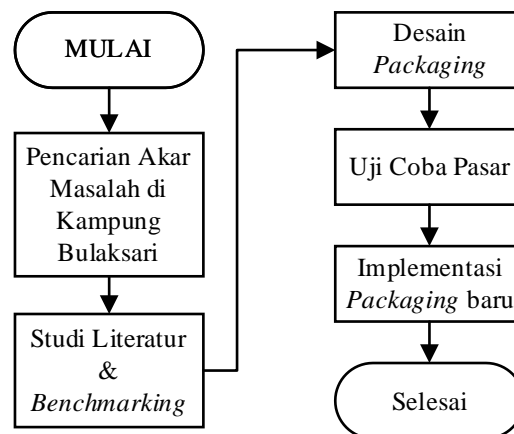 MULAI
Pencarian Akar
Masalah di
Kampung
Bulaksari
Studi Literatur
&
Benchmarking
Desain
Packaging
Uji Coba Pasar
Implementasi
Packaging baru
Selesai